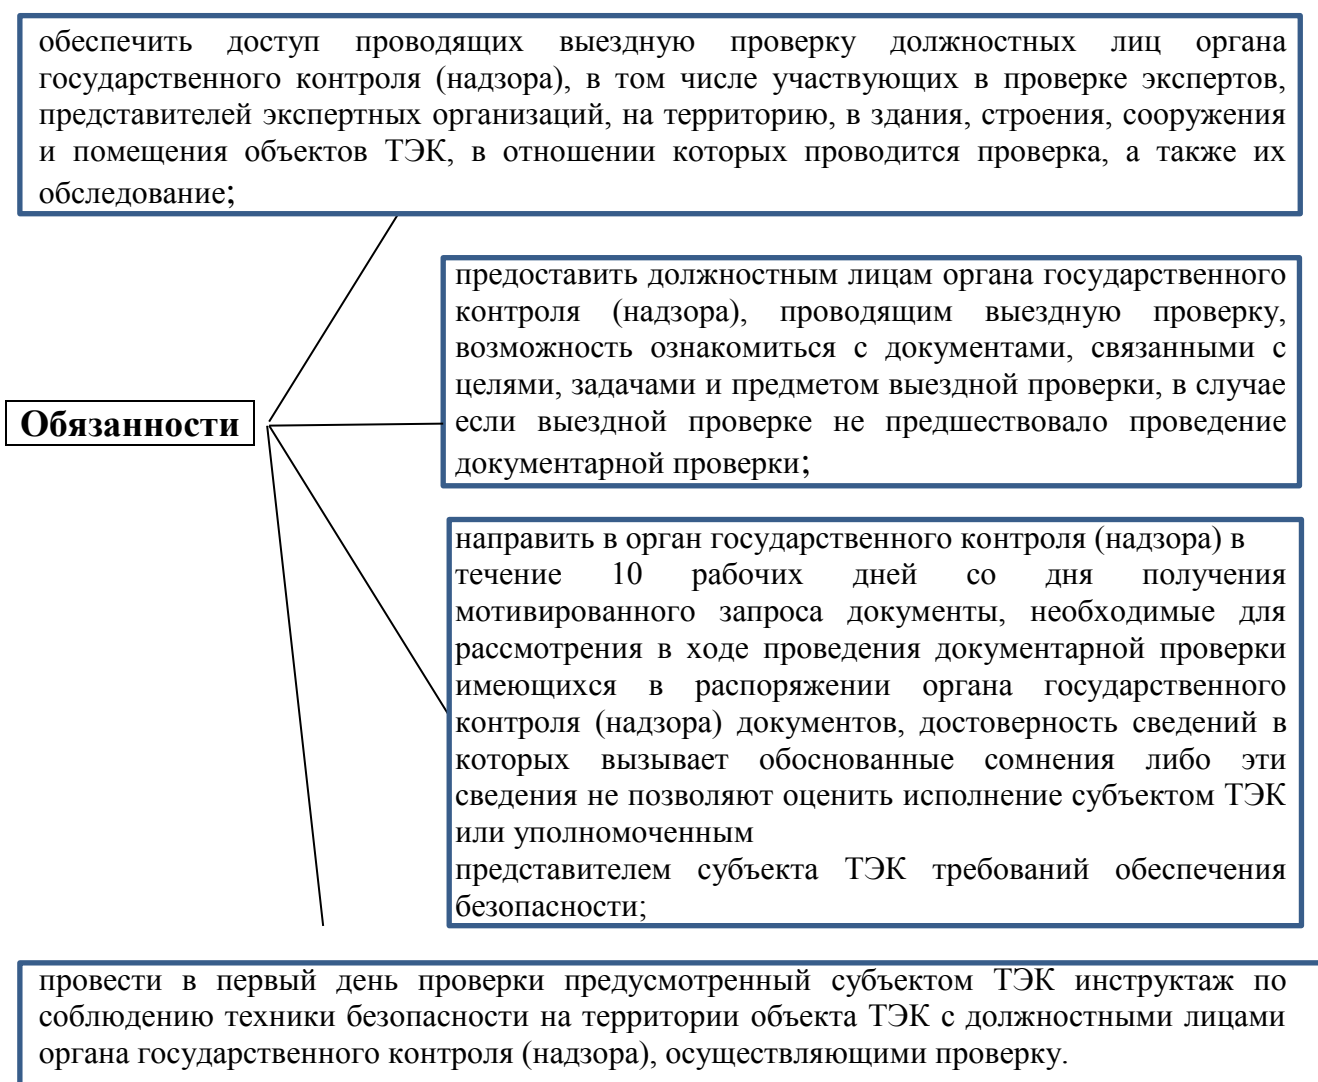 обеспечить доступ проводящих выездную проверку должностных лиц органа
государственного контроля (надзора), в том числе участвующих в проверке экспертов,
представителей экспертных организаций, на территорию, в здания, строения, сооружения
и помещения объектов ТЭК, в отношении которых проводится проверка, а также их
обследование;
предоставить должностным лицам органа государственного
контроля (надзора), проводящим выездную проверку,
возможность ознакомиться с документами, связанными с
целями, задачами и предметом выездной проверки, в случае
если выездной проверке не предшествовало проведение
документарной проверки;
Обязанности
направить в орган государственного контроля (надзора) в
течение 10 рабочих дней со дня получения
мотивированного запроса документы, необходимые для
рассмотрения в ходе проведения документарной проверки
имеющихся в распоряжении органа государственного
контроля (надзора) документов, достоверность сведений в
которых вызывает обоснованные сомнения либо эти
сведения не позволяют оценить исполнение субъектом ТЭК
или уполномоченным
представителем субъекта ТЭК требований обеспечения
безопасности;
провести в первый день проверки предусмотренный субъектом ТЭК инструктаж по
соблюдению техники безопасности на территории объекта ТЭК с должностными лицами
органа государственного контроля (надзора), осуществляющими проверку.